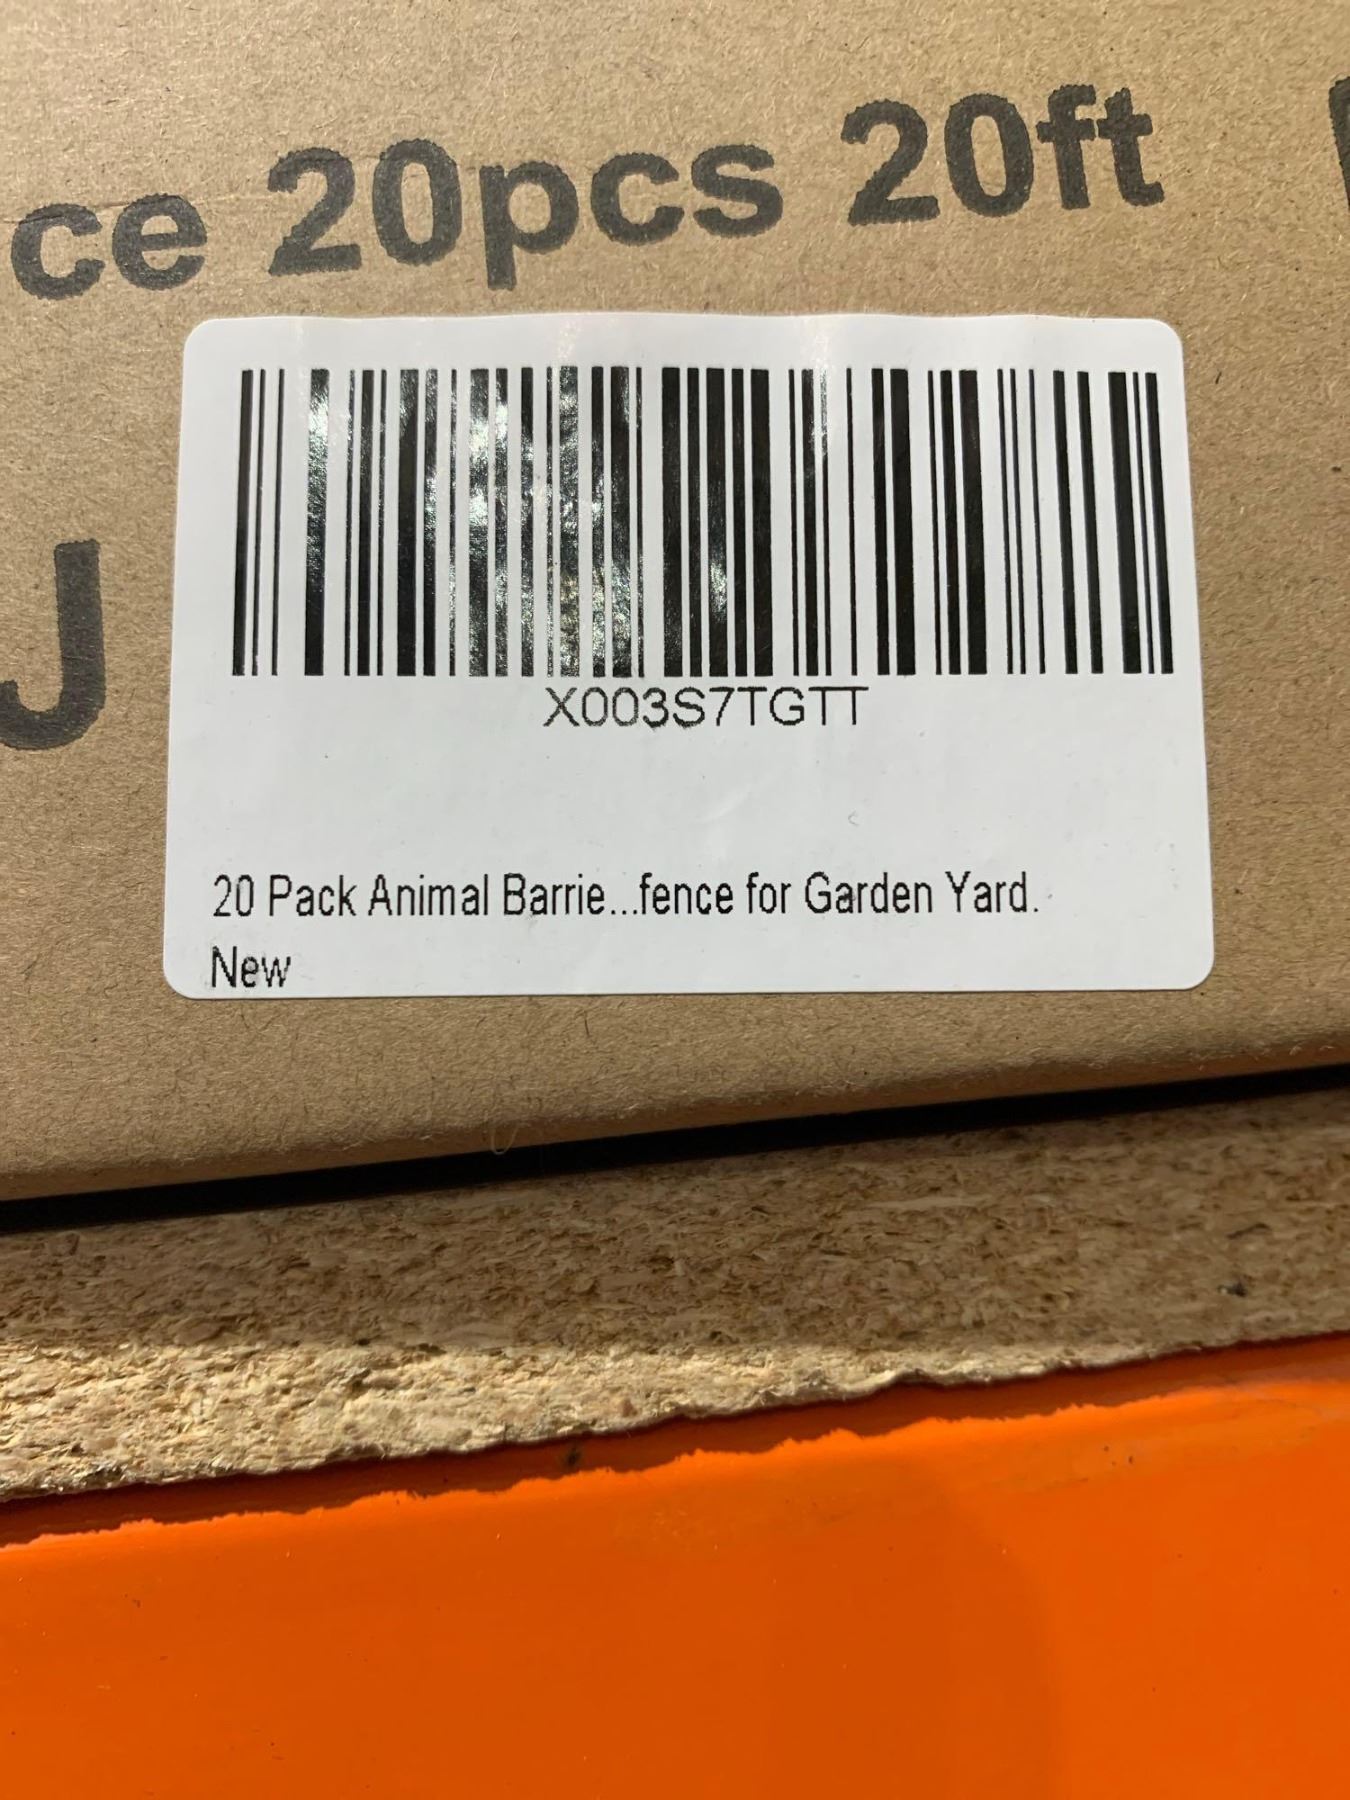 ce 20pcs 20ft
J
X003S7TGTT
20 Pack Animal Barrie...fence for Garden Yard.
New